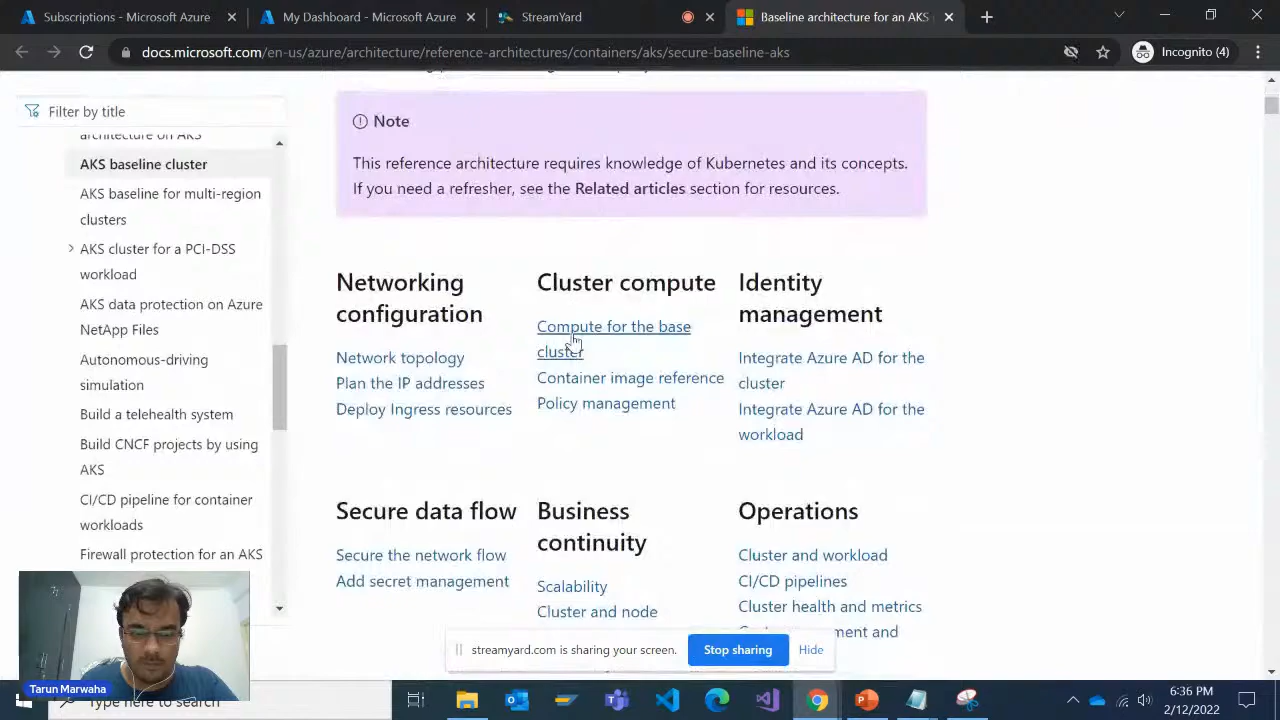 Subscriptions - Microsoft Azure
My Dashboard - Microsoft Azure
StreamYard
Baseline architecture for an AKS
docs.microsoft.com/en-us/azure/architecture/reference-architectures/containers/aks/secure-baseline-aks
Incognito (4)
Filter by title
architecture on AKS
AKS baseline cluster
AKS baseline for multi-region
clusters
AKS cluster for a PCI-DSS
workload
AKS data protection on Azure
NetApp Files
Autonomous-driving
simulation
Build a telehealth system
Build CNCF projects by using
AKS
CI/CD pipeline for container
workloads
Firewall protection for an AKS
Note
This reference architecture requires knowledge of Kubernetes and its concepts.
If you need a refresher, see the Related articles section for resources.
Networking
configuration
Network topology
Plan the IP addresses
Deploy Ingress resources
Cluster compute
Compute for the base
cluster
Container image reference
Policy management
Identity
management
Integrate Azure AD for the
cluster
Integrate Azure AD for the
workload
Secure data flow
Secure the network flow
Add secret management
Business
continuity
Scalability
Cluster and node
Operations
Cluster and workload
CI/CD pipelines
Cluster health and metrics
ment and
streamyard.com is sharing your screen.
Stop sharing
Hide
Tarun Marwaha
Type here to search
6:36 PM
2/12/2022